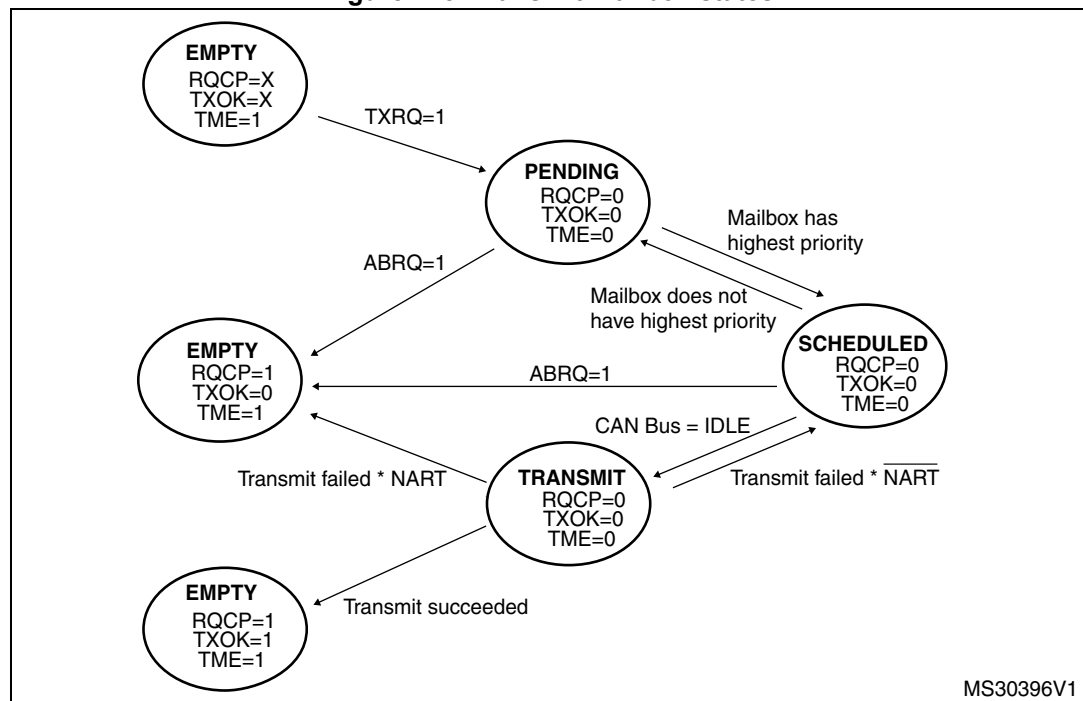 EMPTY
RQCP=X
TXOK=X
TME=1
TXRQ=1
PENDING
RQCP=0
TXOK=0
TME=0
Mailbox has
highest priority
ABRQ=1
Mailbox does not
have highest priority
EMPTY
RQCP=1
TXOK=0
TME=1
SCHEDULED
RQCP=0
TXOK=0
TME=0
ABRQ=1
CAN Bus = IDLE
Transmit failed * NART
TRANSMIT
RQCP=0
TXOK=0
TME=0
Transmit failed * N̅A̅R̅T̅
EMPTY
RQCP=1
TXOK=1
TME=1
Transmit succeeded
MS30396V1